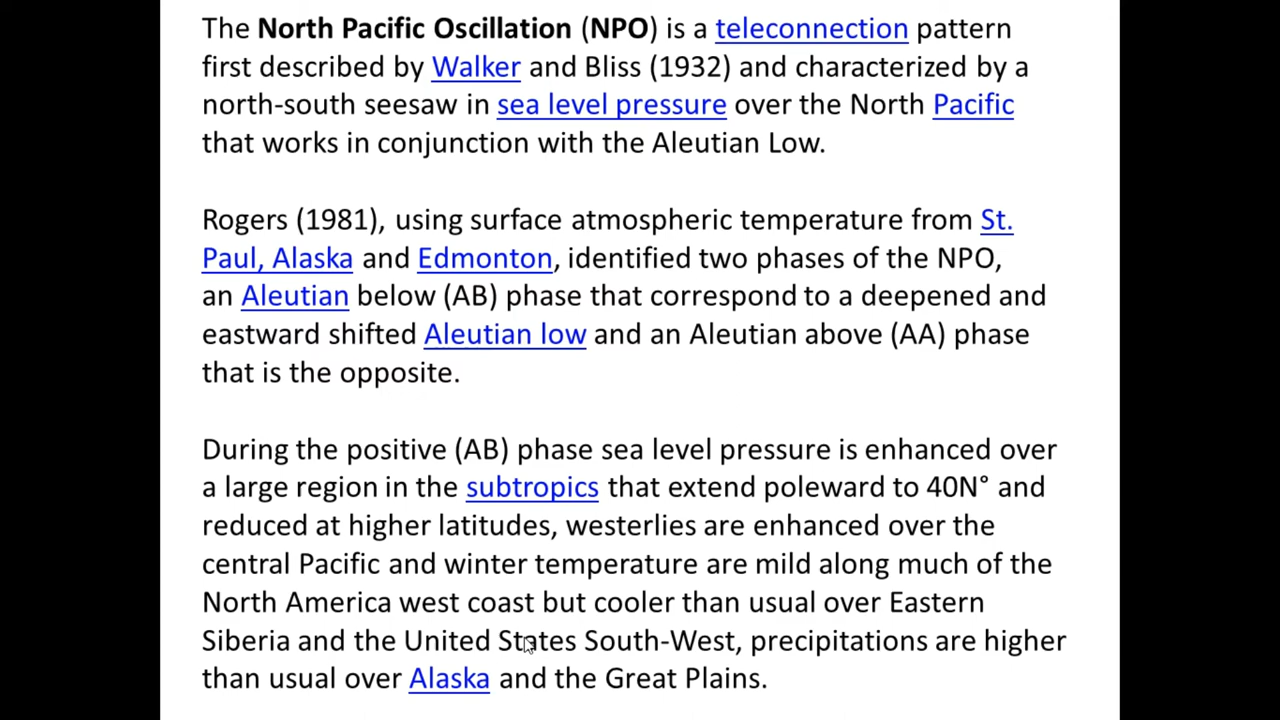 The North Pacific Oscillation (NPO) is a teleconnection pattern
first described by Walker and Bliss (1932) and characterized by a
north-south seesaw in sea level pressure over the North Pacific
that works in conjunction with the Aleutian Low.
Rogers (1981), using surface atmospheric temperature from St.
Paul, Alaska and Edmonton, identified two phases of the NPO,
an Aleutian below (AB) phase that correspond to a deepened and
eastward shifted Aleutian low and an Aleutian above (AA) phase
that is the opposite.
During the positive (AB) phase sea level pressure is enhanced over
a large region in the subtropics that extend poleward to 40N° and
reduced at higher latitudes, westerlies are enhanced over the
central Pacific and winter temperature are mild along much of the
North America west coast but cooler than usual over Eastern
Siberia and the United States South-West, precipitations are higher
than usual over Alaska and the Great Plains.